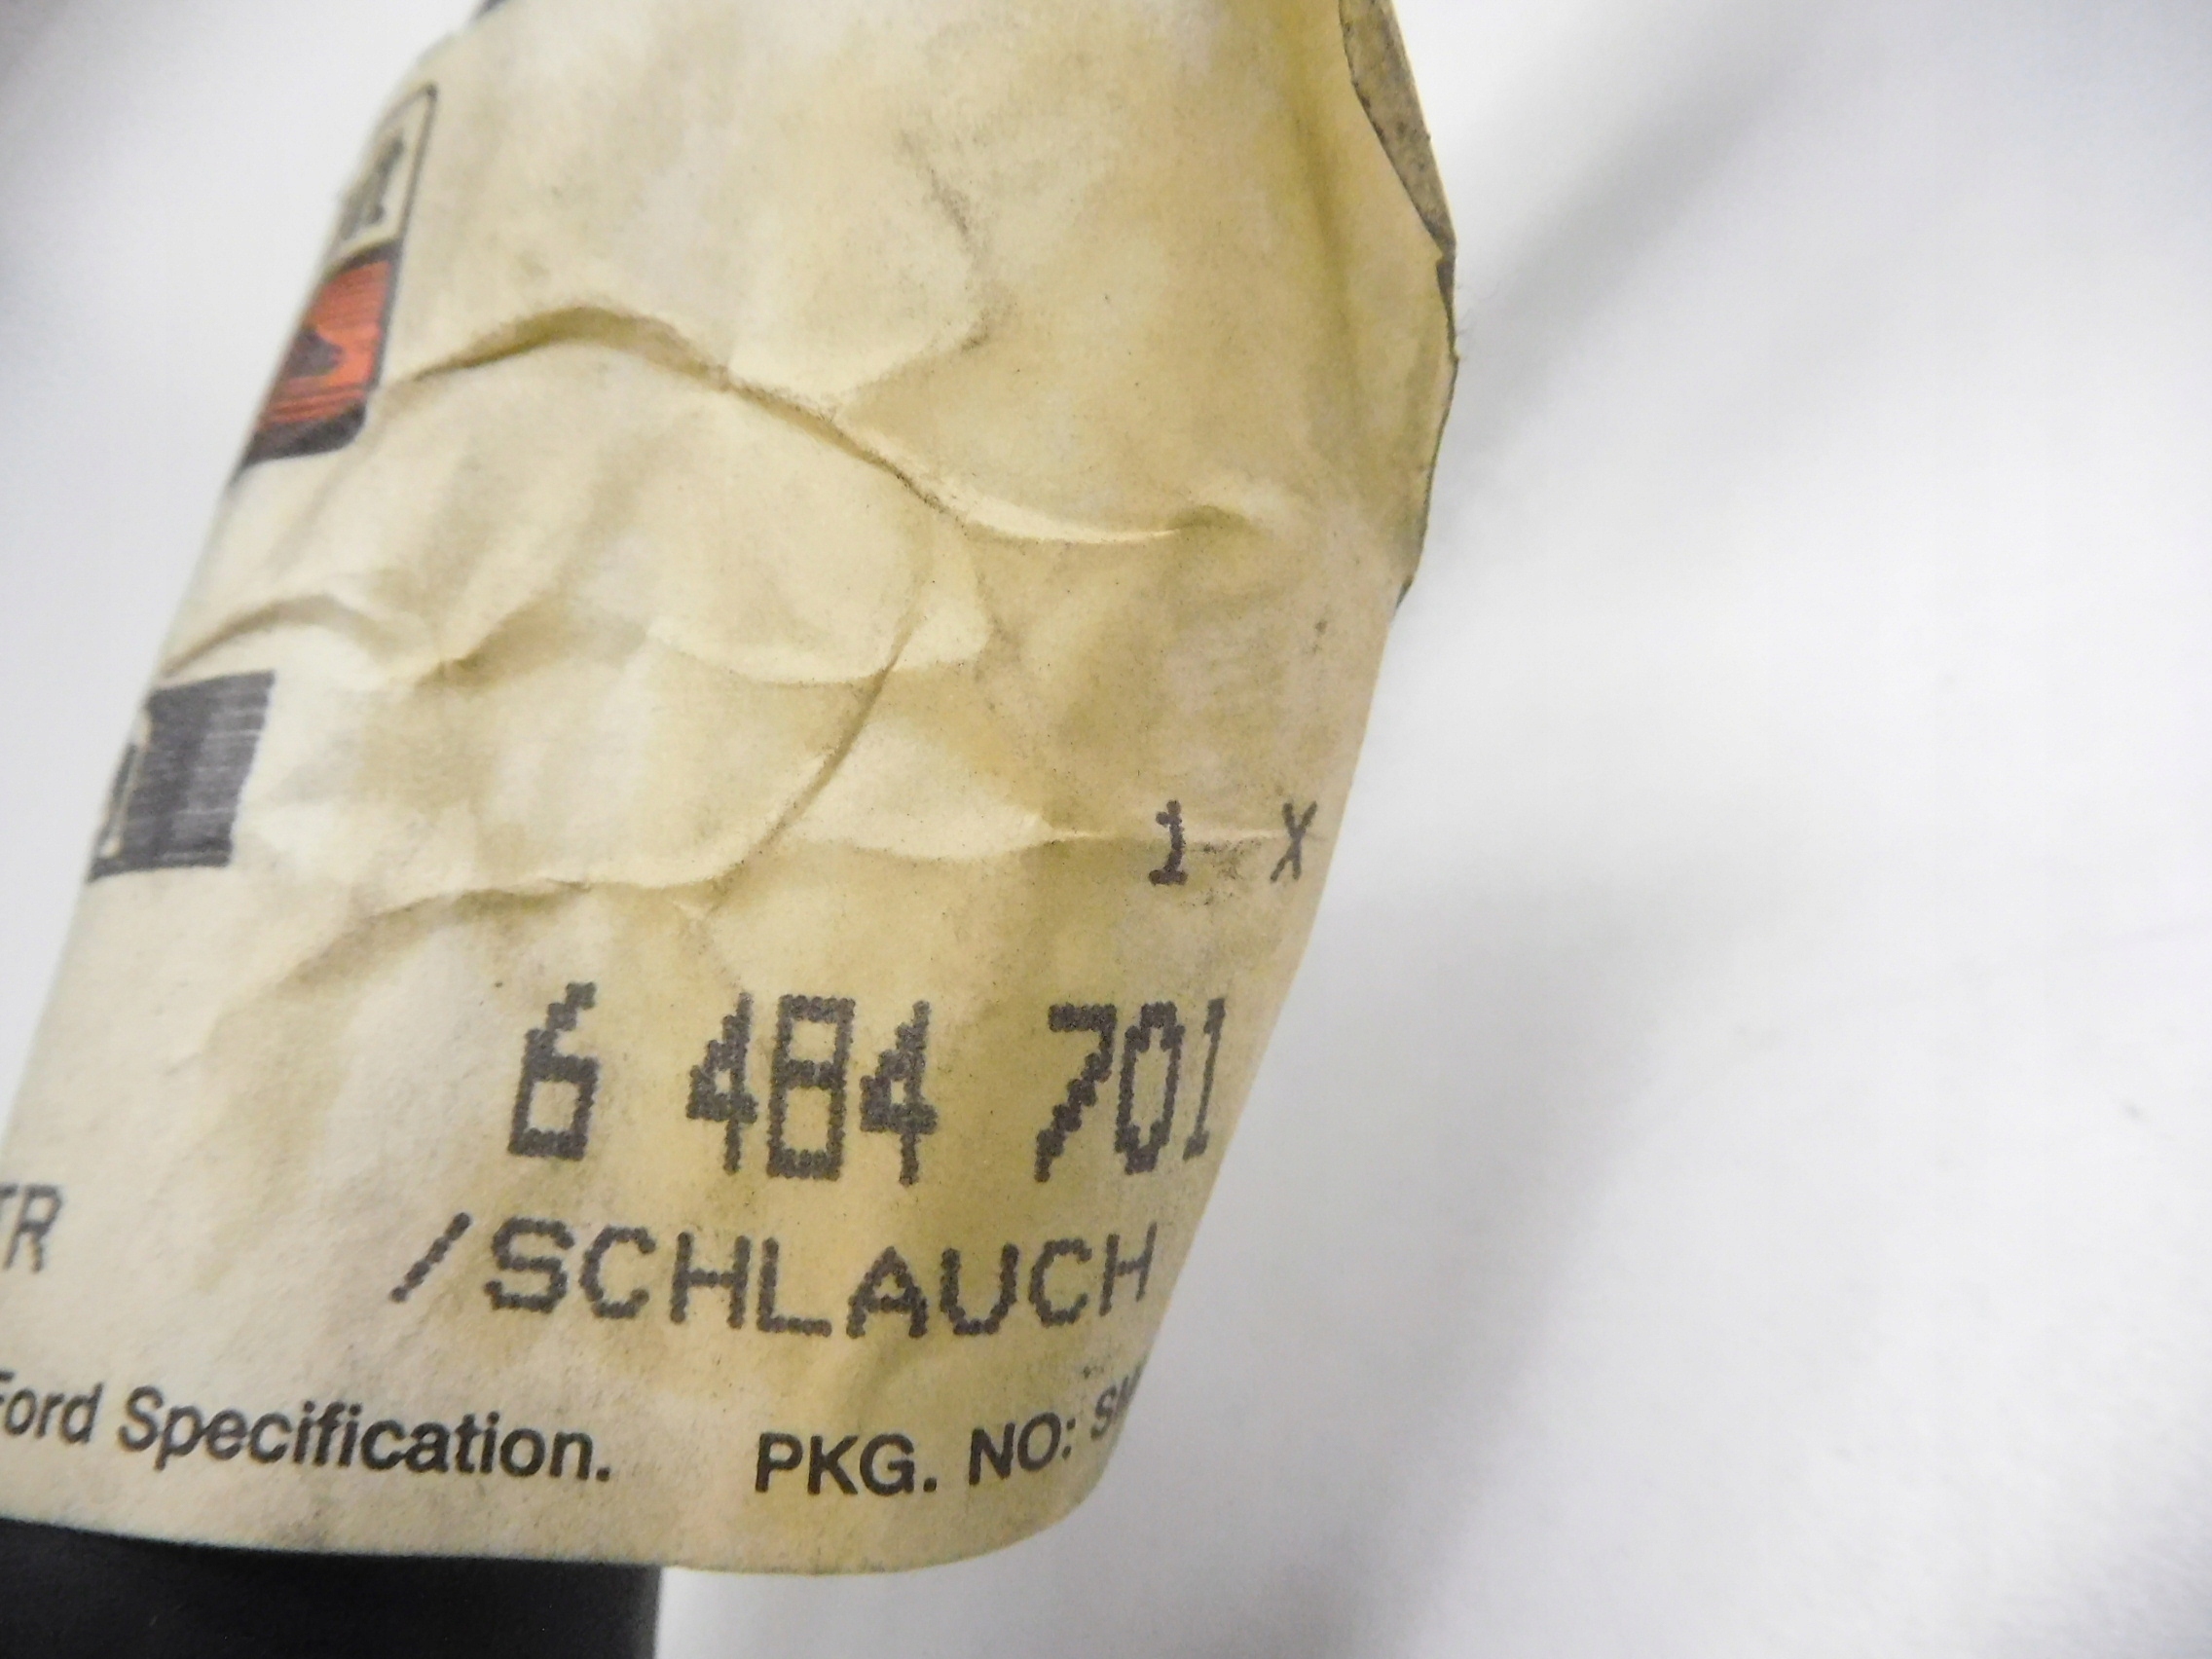 1 X
6 484 701
TR /SCHLAUCH
Ford Specification. PKG. NO: